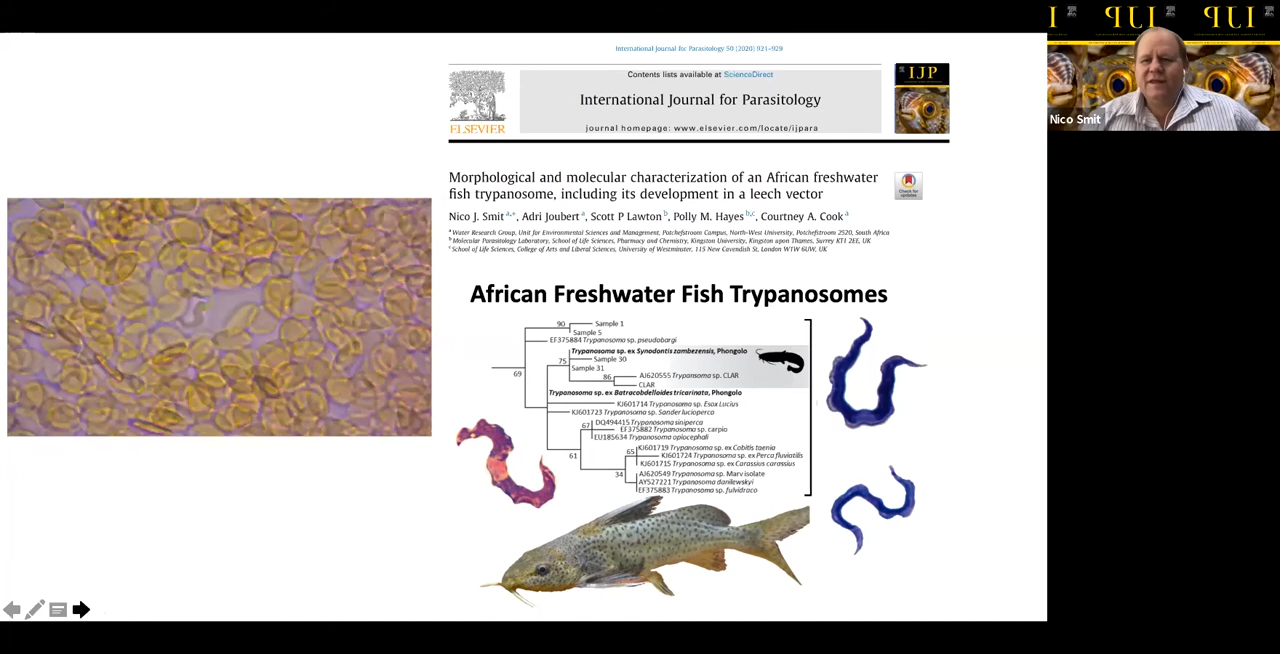 International Journal for Parasitology 50 (2020) 921–929
Contents lists available at ScienceDirect
International Journal for Parasitology
journal homepage: www.elsevier.com/locate/ijpara
ELSEVIER
IJP
Morphological and molecular characterization of an African freshwater
fish trypanosome, including its development in a leech vector
Check for
updates
Nico J. Smit a,*, Adri Joubert a, Scott P Lawton b, Polly M. Hayes b,c, Courtney A. Cook a
a Water Research Group, Unit for Environmental Sciences and Management, Potchefstroom Campus, North-West University, Potchefstroom 2520, South Africa
b Molecular Parasitology Laboratory, School of Life Sciences, Pharmacy and Chemistry, Kingston University, Kingston upon Thames, Surrey KT1 2EE, UK
c School of Life Sciences, College of Arts and Liberal Sciences, University of Westminster, 115 New Cavendish St, London W1W 6UW, UK
African Freshwater Fish Trypanosomes
90
Sample 1
Sample 5
EF375884 Trypanosoma sp. pseudobargi
Trypanosoma sp. ex Synodontis zambezensis, Phongolo
75
Sample 30
Sample 31
69
86
AJ620555 Trypansoma sp. CLAR
CLAR
Trypanosoma sp. ex Batracobdelloides tricarinata, Phongolo
KJ601714 Trypanosoma sp. Esox Lucius
KJ601723 Trypanosoma sp. Sander lucioperca
67
DQ494415 Trypanosoma siniperca
EF375882 Trypanosoma sp. carpio
EU185634 Trypanosoma opiocephali
61
KJ601719 Trypanosoma sp. ex Cobitis taenia
65
KJ601724 Trypanosoma sp. ex Perca fluviatilis
KJ601715 Trypanosoma sp. ex Carassius carassius
34
AJ620549 Trypanosoma sp. Marv isolate
AY527221 Trypanosoma danilewskyi
EF375883 Trypanosoma sp. fulvidraco
Nico Smit